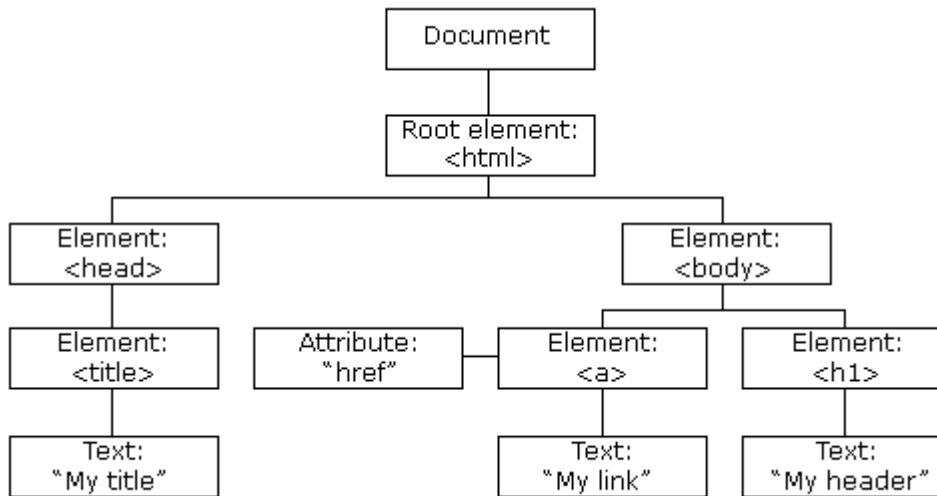 Document
Root element:
<html>
Element:
<head>
Element:
<body>
Element:
<title>
Attribute:
“href”
Element:
<a>
Element:
<h1>
Text:
“My title”
Text:
“My link”
Text:
“My header”